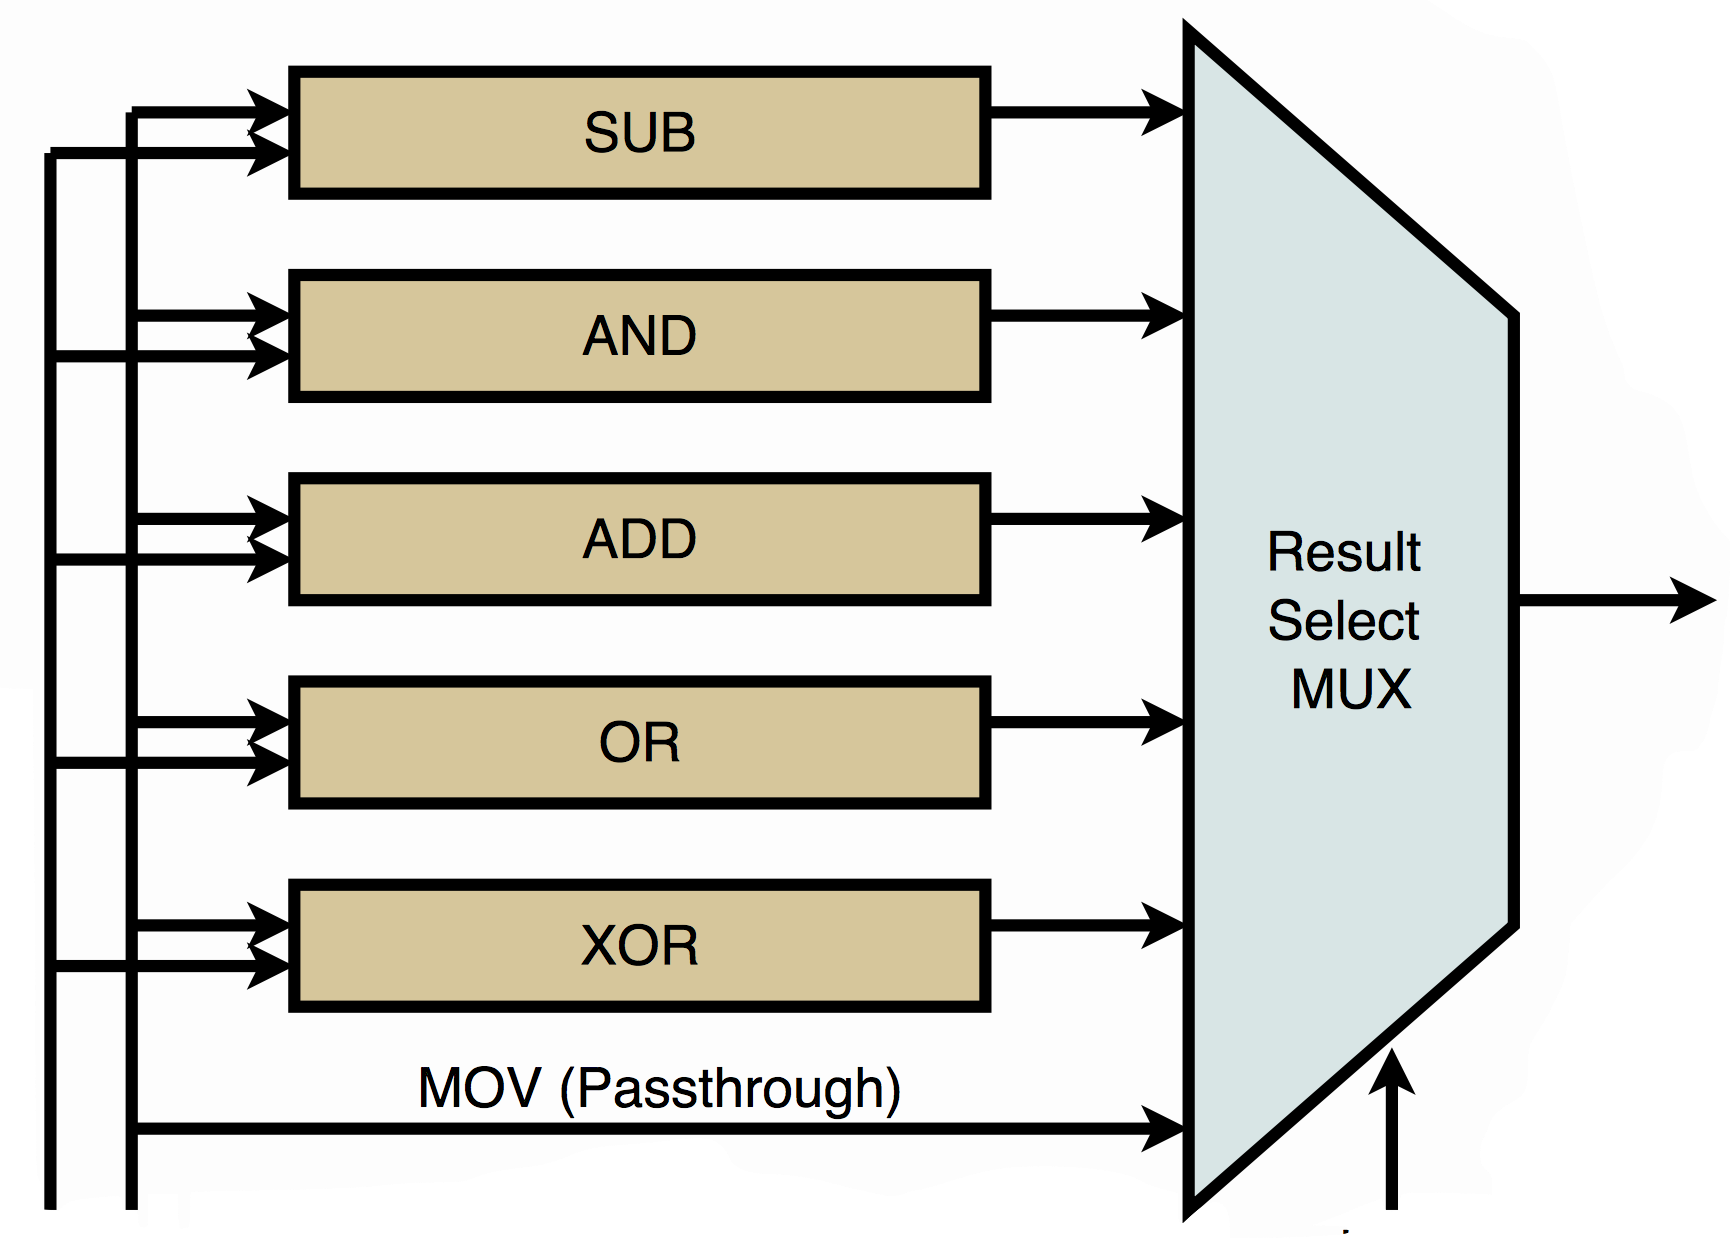 SUB
AND
ADD
OR
XOR
MOV (Passthrough)
Result
Select
MUX